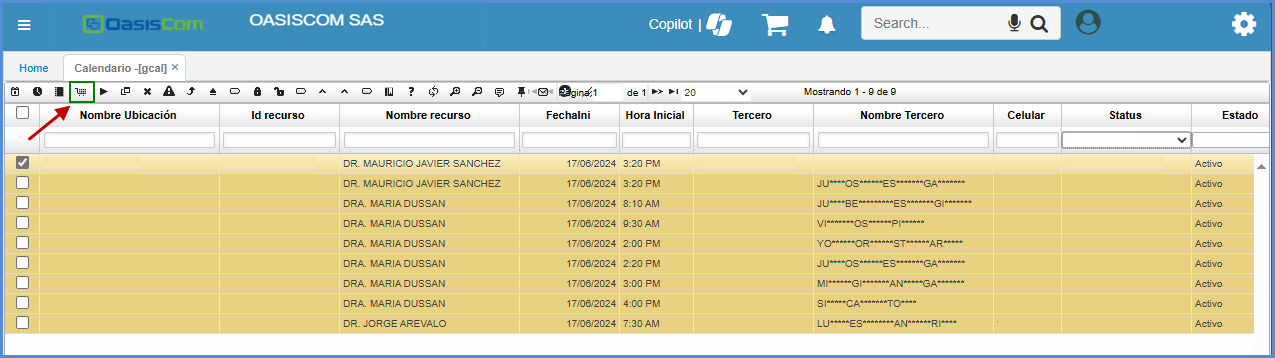 OasisCom OASISCOM SAS Copilot | Search...
Home Calendario -[gcal] ×
Página 1 de 1 20 Mostrando 1 - 9 de 9
Nombre Ubicación Id recurso Nombre recurso FechaIni Hora Inicial Tercero Nombre Tercero Celular Status Estado
DR. MAURICIO JAVIER SANCHEZ 17/06/2024 3:20 PM Activo
DR. MAURICIO JAVIER SANCHEZ 17/06/2024 3:20 PM JU****OS******ES*******GA******* Activo
DRA. MARIA DUSSAN 17/06/2024 8:10 AM JU****BE*********ES*******GI******* Activo
DRA. MARIA DUSSAN 17/06/2024 9:30 AM VI*******OS******PI****** Activo
DRA. MARIA DUSSAN 17/06/2024 2:00 PM YO******OR******ST******AR***** Activo
DRA. MARIA DUSSAN 17/06/2024 2:20 PM JU****OS******ES*******GA******* Activo
DRA. MARIA DUSSAN 17/06/2024 3:00 PM MI******GI*******AN*****GA******* Activo
DRA. MARIA DUSSAN 17/06/2024 4:00 PM SI*****CA*******TO**** Activo
DR. JORGE AREVALO 17/06/2024 7:30 AM LU*****ES********AN******RI**** Activo